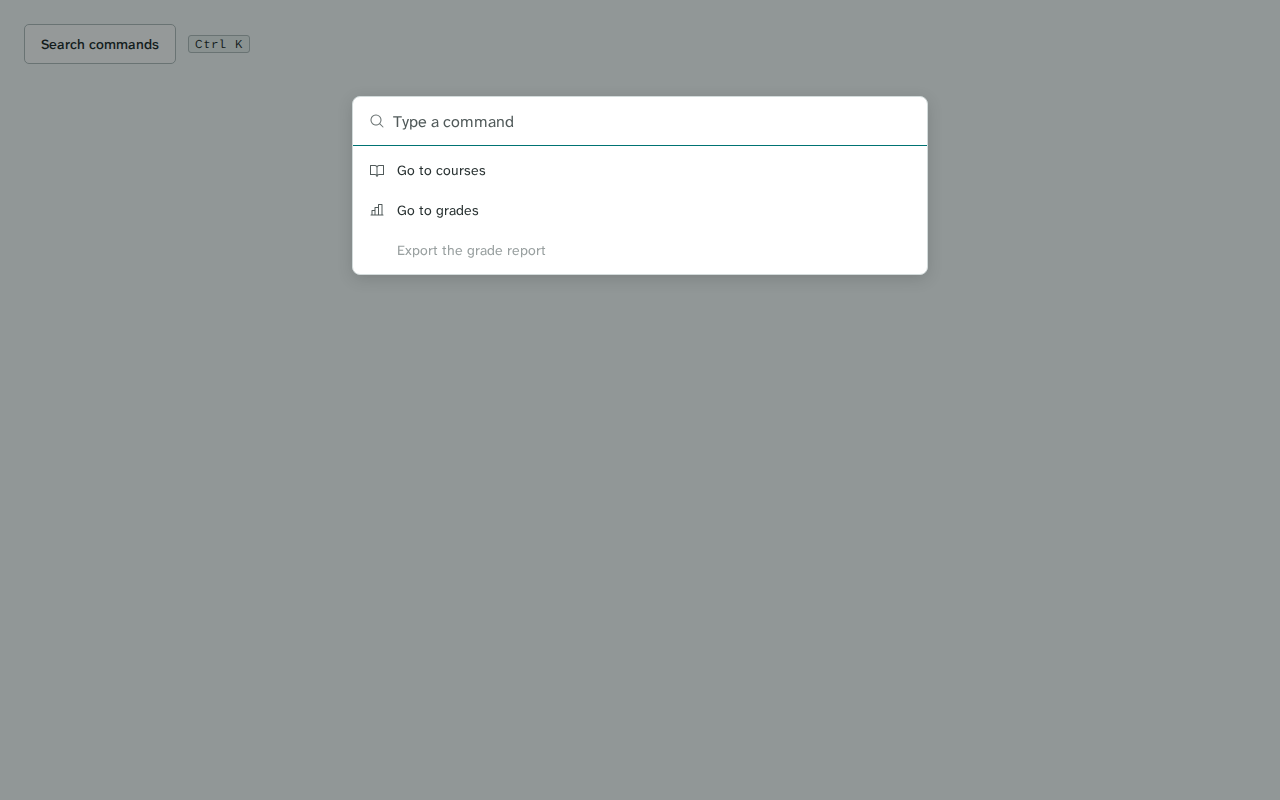 Search commands Ctrl K
Type a command
Go to courses
Go to grades
Export the grade report